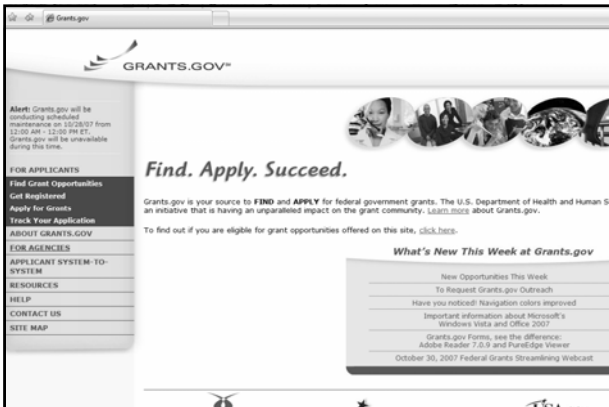 Grants.gov
GRANTS.GOV℠
Alert: Grants.gov will be
conducting scheduled
maintenance on 10/28/07 from
12:00 AM - 12:00 PM ET.
Grants.gov will be unavailable
during this time.
FOR APPLICANTS
Find Grant Opportunities
Get Registered
Apply for Grants
Track Your Application
ABOUT GRANTS.GOV
FOR AGENCIES
APPLICANT SYSTEM-TO-
SYSTEM
RESOURCES
HELP
CONTACT US
SITE MAP
Find. Apply. Succeed.
Grants.gov is your source to FIND and APPLY for federal government grants. The U.S. Department of Health and Human S
an initiative that is having an unparalleled impact on the grant community. Learn more about Grants.gov.
To find out if you are eligible for grant opportunities offered on this site, click here.
What's New This Week at Grants.gov
New Opportunities This Week
To Request Grants.gov Outreach
Have you noticed! Navigation colors improved
Important information about Microsoft's
Windows Vista and Office 2007
Grants.gov Forms, see the difference:
Adobe Reader 7.0.9 and PureEdge Viewer
October 30, 2007 Federal Grants Streamlining Webcast